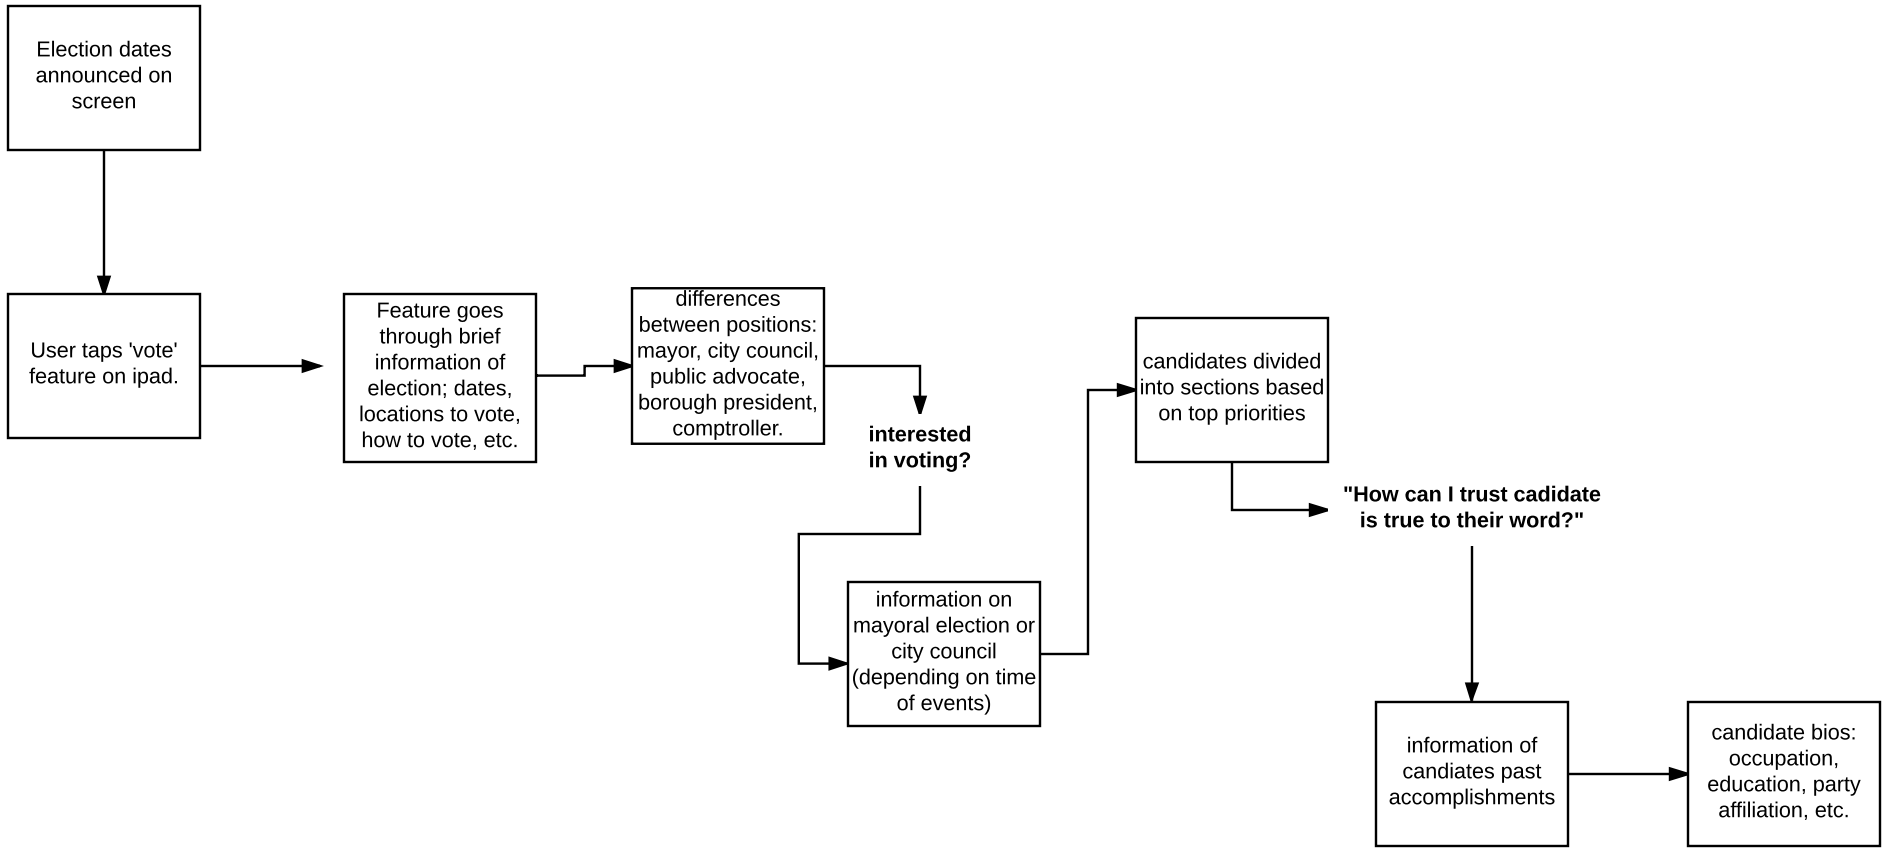 Election dates
announced on
screen
User taps 'vote'
feature on ipad.
Feature goes
through brief
information of
election; dates,
locations to vote,
how to vote, etc.
differences
between positions:
mayor, city council,
public advocate,
borough president,
comptroller.
interested
in voting?
information on
mayoral election or
city council
(depending on time
of events)
candidates divided
into sections based
on top priorities
"How can I trust cadidate
is true to their word?"
information of
candiates past
accomplishments
candidate bios:
occupation,
education, party
affiliation, etc.